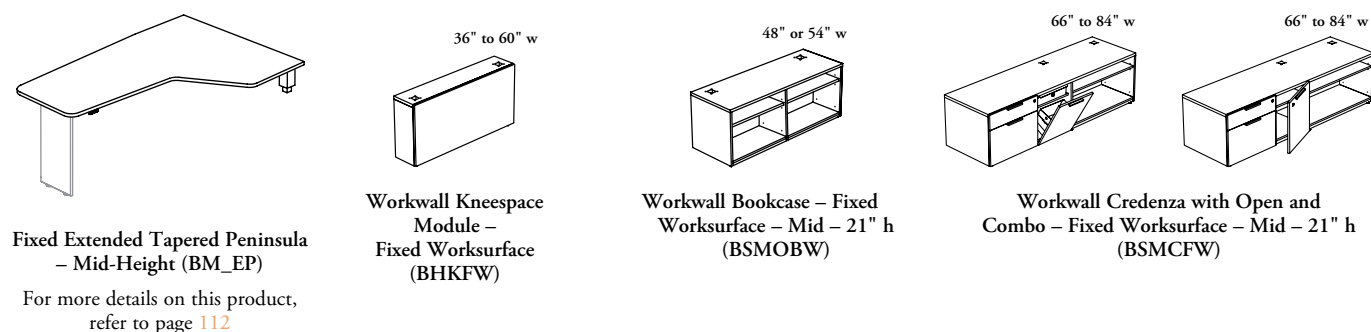 Fixed Extended Tapered Peninsula
– Mid-Height (BM_EP)
For more details on this product,
refer to page 112
36" to 60" w
Workwall Kneespace
Module –
Fixed Worksurface
(BHKFW)
48" or 54" w
Workwall Bookcase – Fixed
Worksurface – Mid – 21" h
(BSMOBW)
66" to 84" w
66" to 84" w
Workwall Credenza with Open and
Combo – Fixed Worksurface – Mid – 21" h
(BSMCFW)